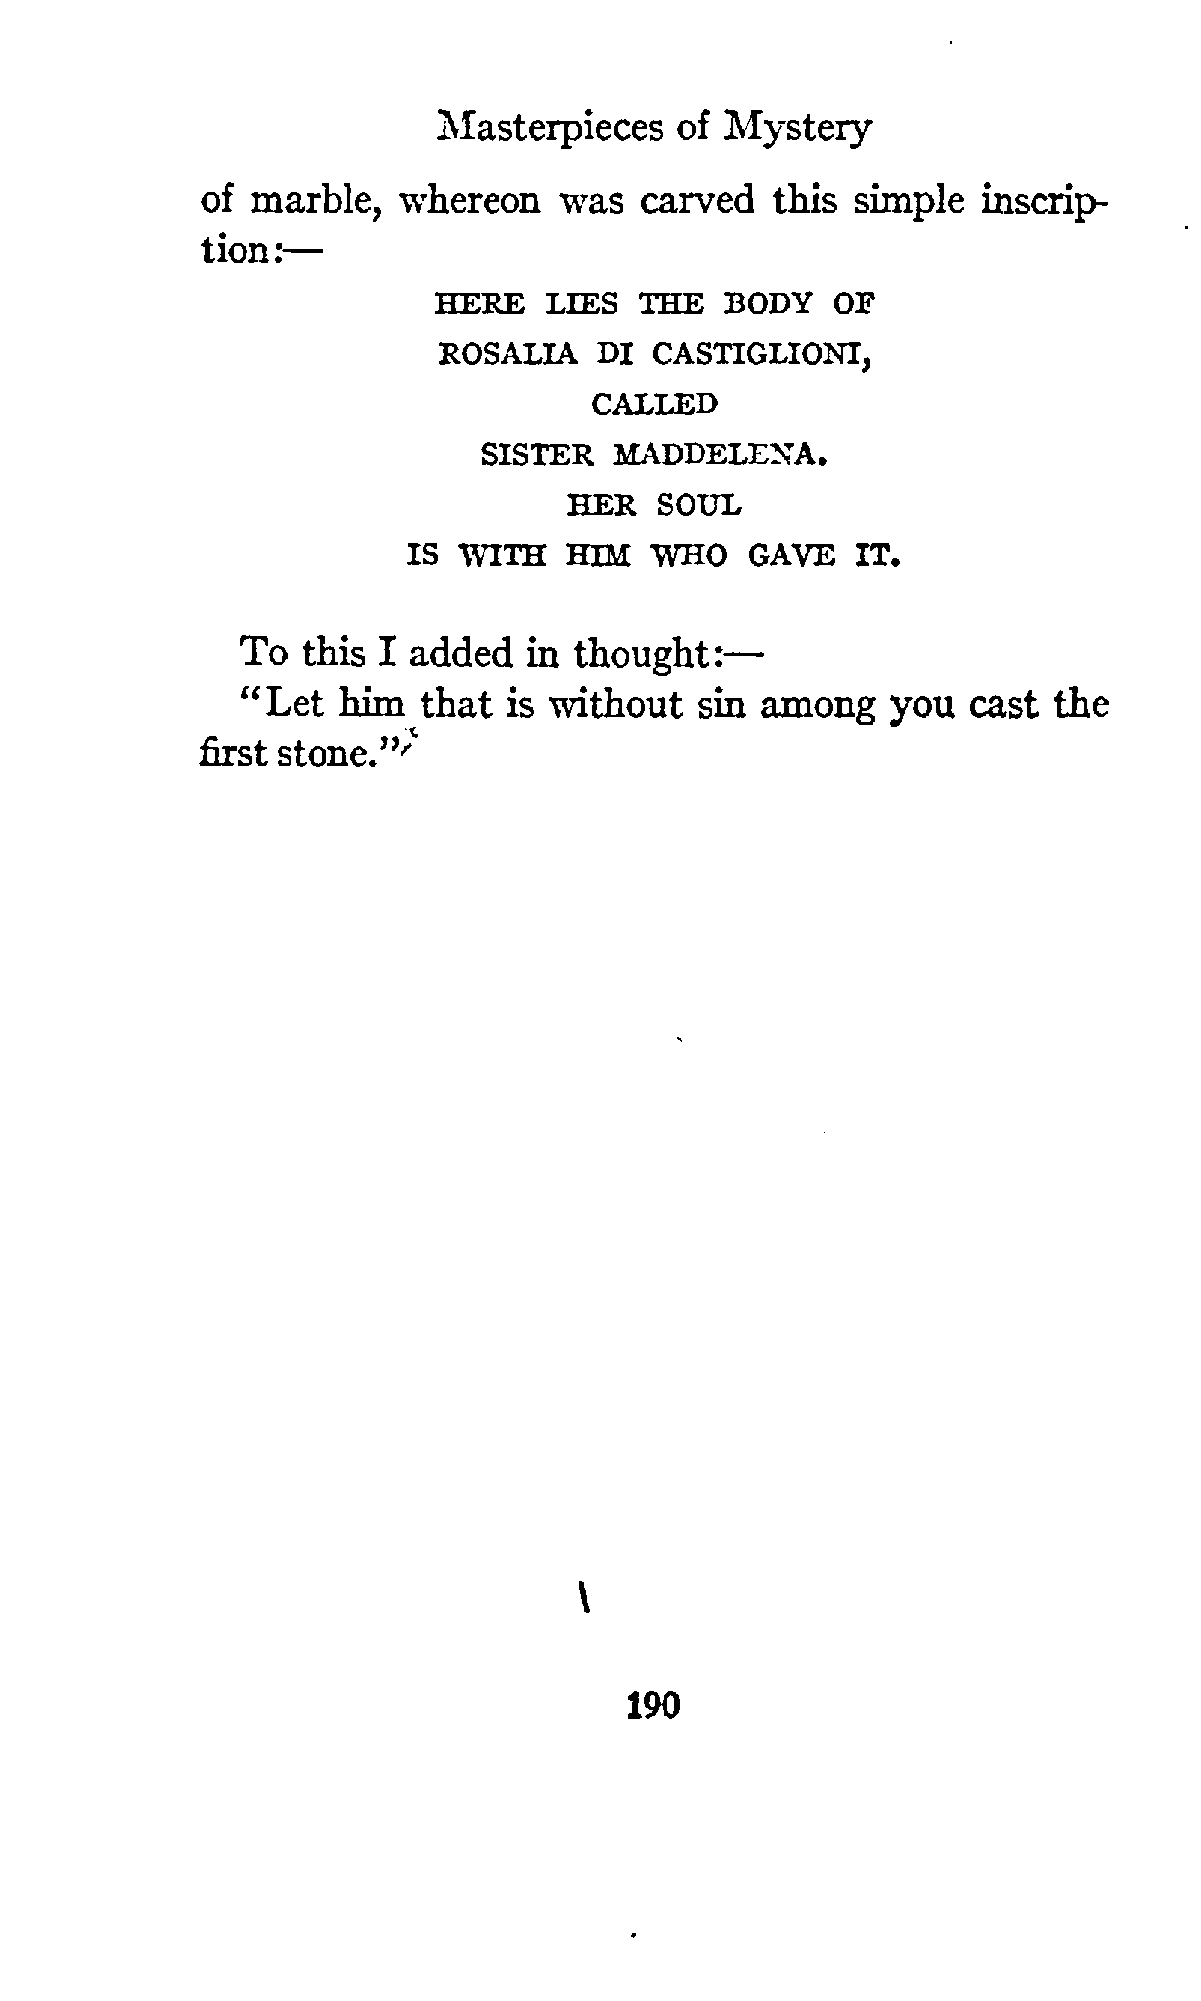 Masterpieces of Mystery
of marble, whereon was carved this simple inscrip-
tion:—
HERE LIES THE BODY OF
ROSALIA DI CASTIGLIONI,
CALLED
SISTER MADDELENA.
HER SOUL
IS WITH HIM WHO GAVE IT.
To this I added in thought:—
"Let him that is without sin among you cast the
first stone."
190